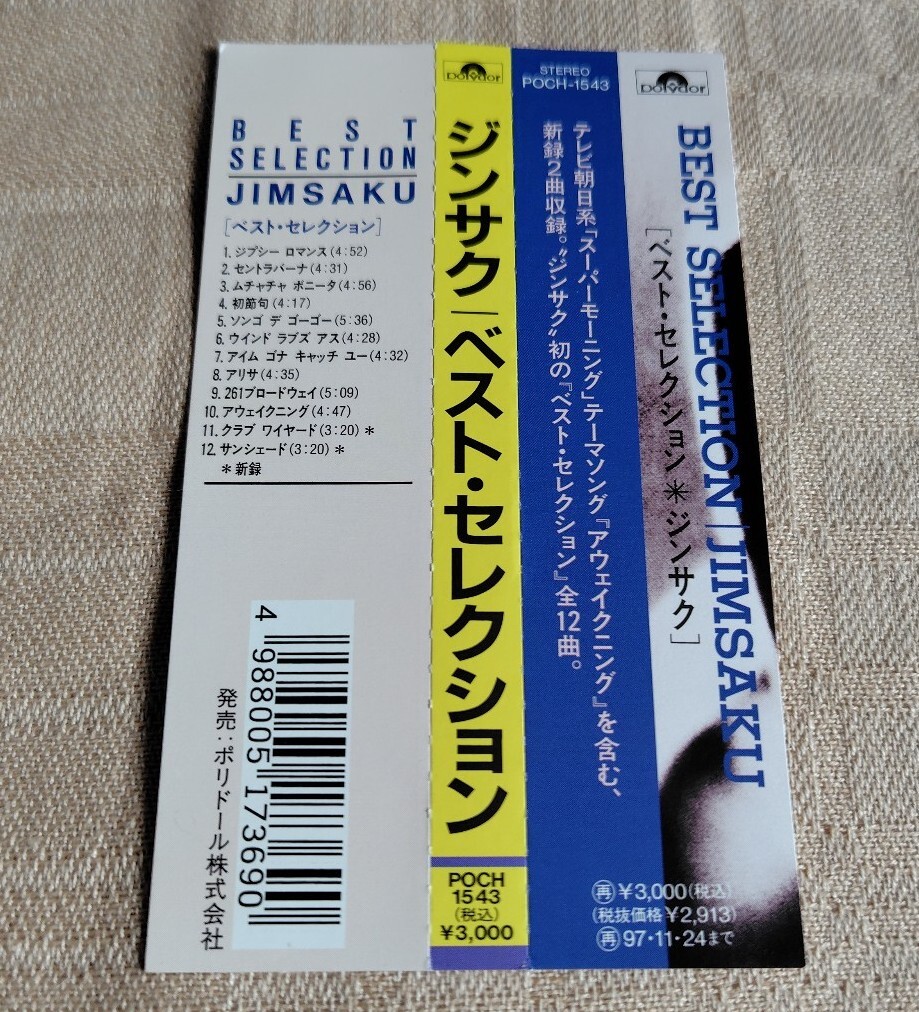 BEST
SELECTION
JIMSAKU
[ベスト・セレクション]
1. ジプシー ロマンス(4:52)
2. セントラバーナ(4:31)
3. ムチャチャ ボニータ(4:56)
4. 初節句(4:17)
5. ソンゴ デ ゴーゴー(5:36)
6. ウインド ラブズ アス(4:28)
7. アイム ゴナ キャッチ ユー(4:32)
8. アリサ(4:35)
9. 261ブロードウェイ(5:09)
10. アウェイクニング(4:47)
11. クラブ ワイヤード(3:20)＊
12. サンシェード(3:20)＊
＊新録
4 988005 173690
発売：ポリドール株式会社
polydor
ジンサク/ベスト・セレクション
POCH
1543
(税込)
¥3,000
STEREO
POCH-1543
テレビ朝日系「スーパーモーニング」テーマソング『アウェイクニング』を含む、
新録2曲収録。"ジンサク"初の『ベスト・セレクション』全12曲。
polydor
BEST SELECTION/JIMSAKU
[ベスト・セレクション＊ジンサク]
再 ¥3,000(税込)
(税抜価格¥2,913)
再 97・11・24まで